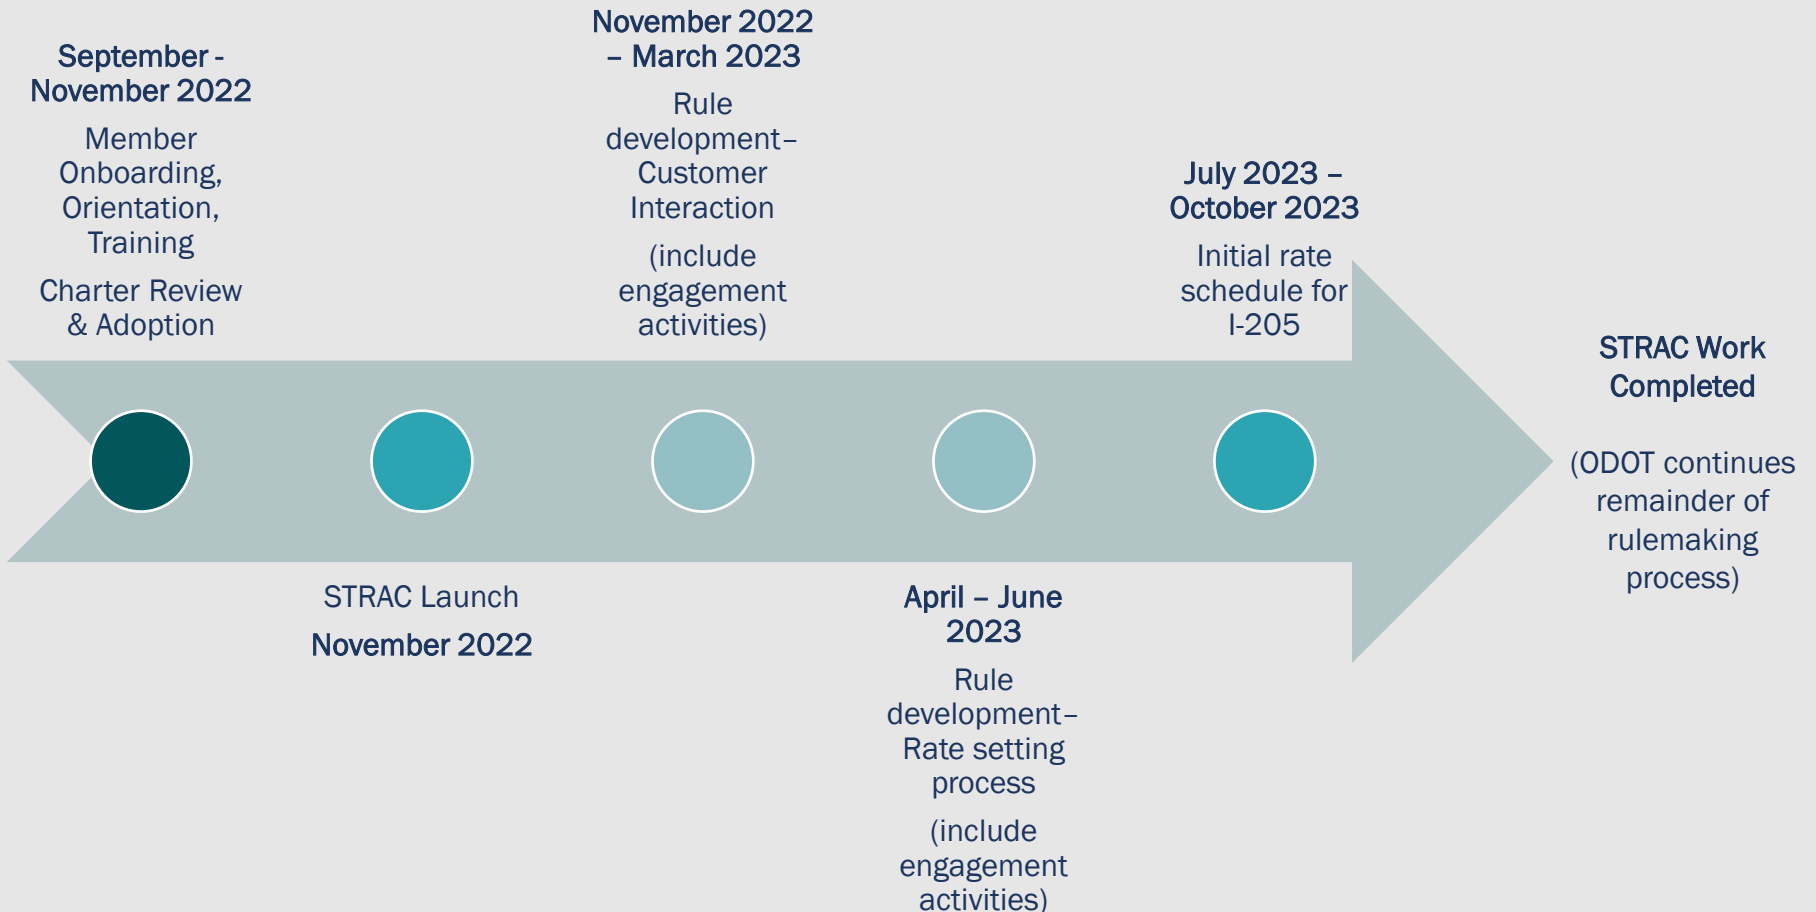 September -
November 2022
Member
Onboarding,
Orientation,
Training
Charter Review
& Adoption
STRAC Launch
November 2022
November 2022
– March 2023
Rule
development–
Customer
Interaction
(include
engagement
activities)
April – June
2023
Rule
development–
Rate setting
process
(include
engagement
activities)
July 2023 –
October 2023
Initial rate
schedule for
I-205
STRAC Work
Completed
(ODOT continues
remainder of
rulemaking
process)